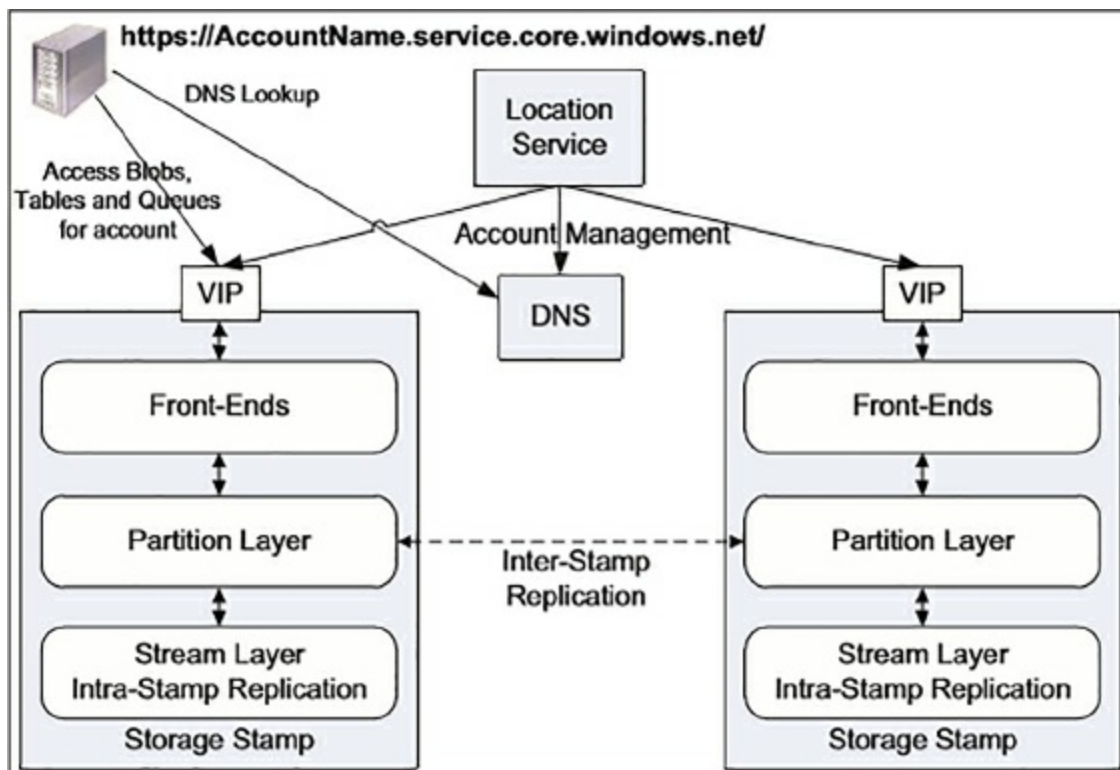 https://AccountName.service.core.windows.net/
DNS Lookup
Location
Service
Access Blobs,
Tables and Queues
for account
Account Management
VIP
DNS
VIP
Front-Ends
Partition Layer
Stream Layer
Intra-Stamp Replication
Storage Stamp
Inter-Stamp
Replication
Front-Ends
Partition Layer
Stream Layer
Intra-Stamp Replication
Storage Stamp